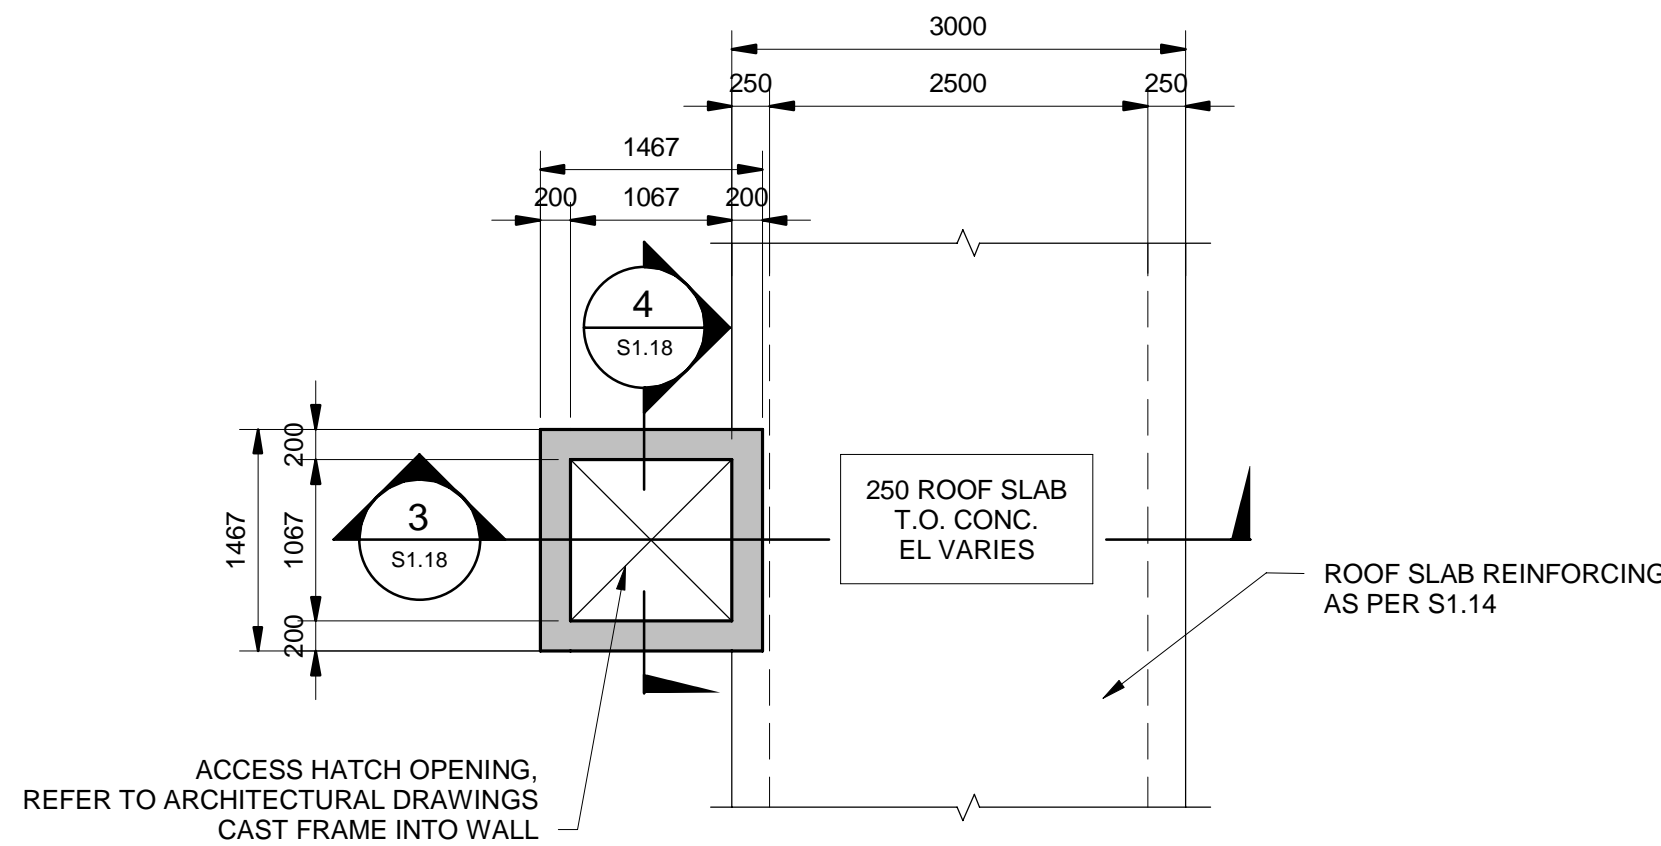 3000
250
2500
250
1467
200
1067
200
4
S1.18
200
1067
200
1467
3
S1.18
250 ROOF SLAB
T.O. CONC.
EL VARIES
ROOF SLAB REINFORCING
AS PER S1.14
ACCESS HATCH OPENING,
REFER TO ARCHITECTURAL DRAWINGS
CAST FRAME INTO WALL